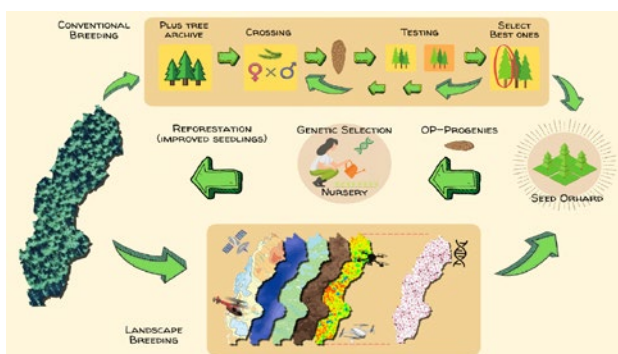 Conventional
Breeding
Plus tree
archive
Crossing
Testing
Select
Best ones
Reforestation
(improved seedlings)
Genetic Selection
Nursery
OP-Progenies
Seed Orhard
Landscape
Breeding